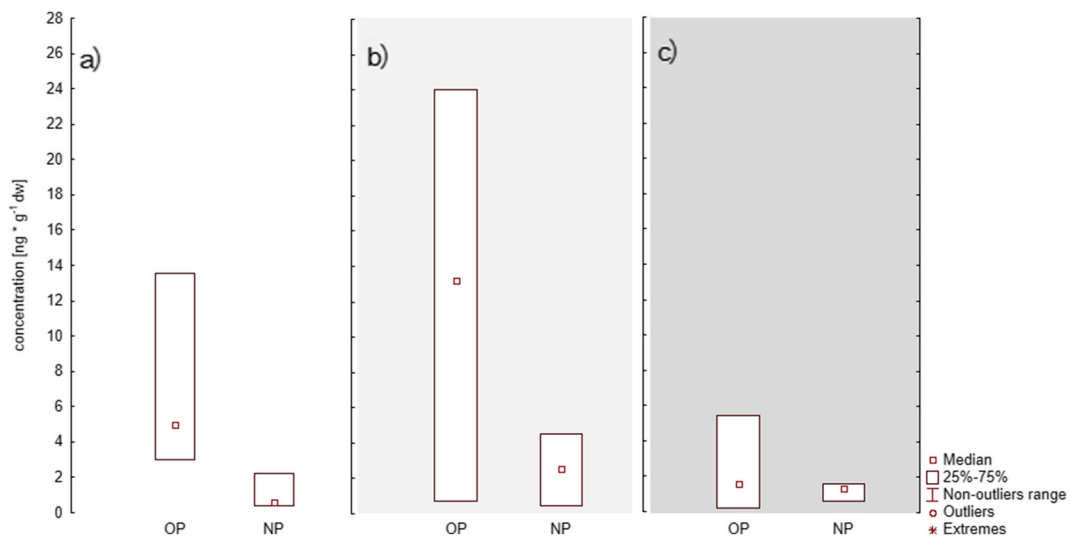 28
26
24
22
20
18
16
14
12
10
8
6
4
2
0
concentration [ng * g⁻¹ dw]
a)
b)
c)
OP NP
OP NP
OP NP
Median
25%-75%
Non-outliers range
Outliers
Extremes